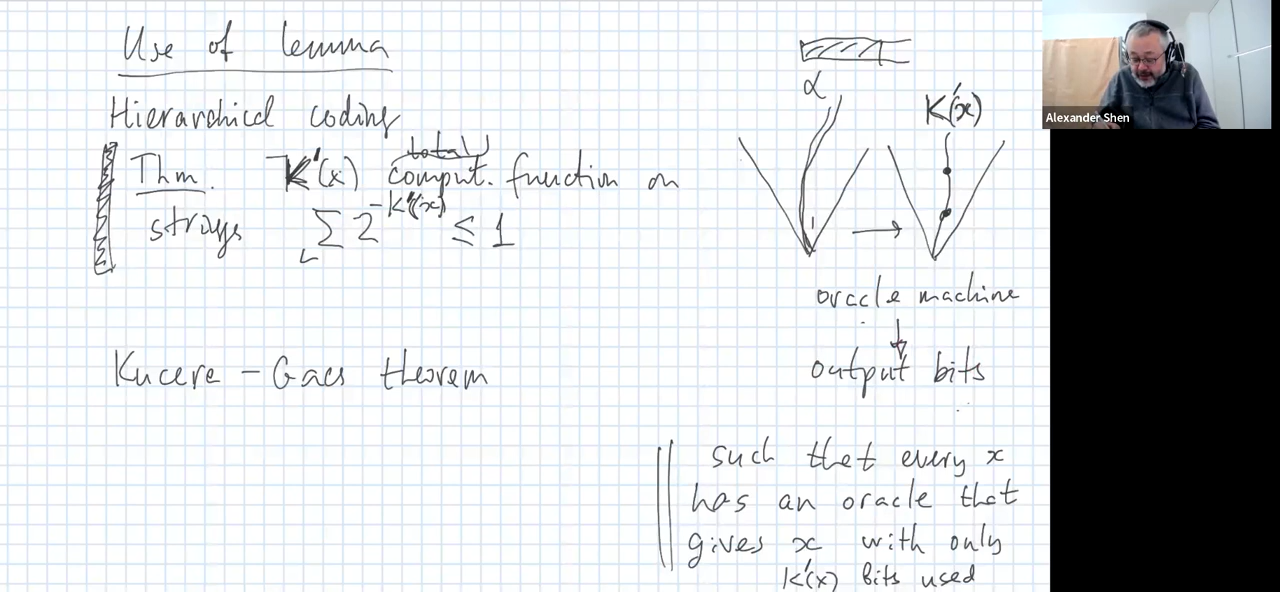 Use of lemma
Hierarchical coding
total
Thm. K'(x) comput. function on
strings ∑ 2^-K'(x) ≤ 1
Kucere - Gacs theorem
α
K'(x)
oracle machine
output bits
such that every x
has an oracle that
gives x with only
K'(x) bits used
Alexander Shen